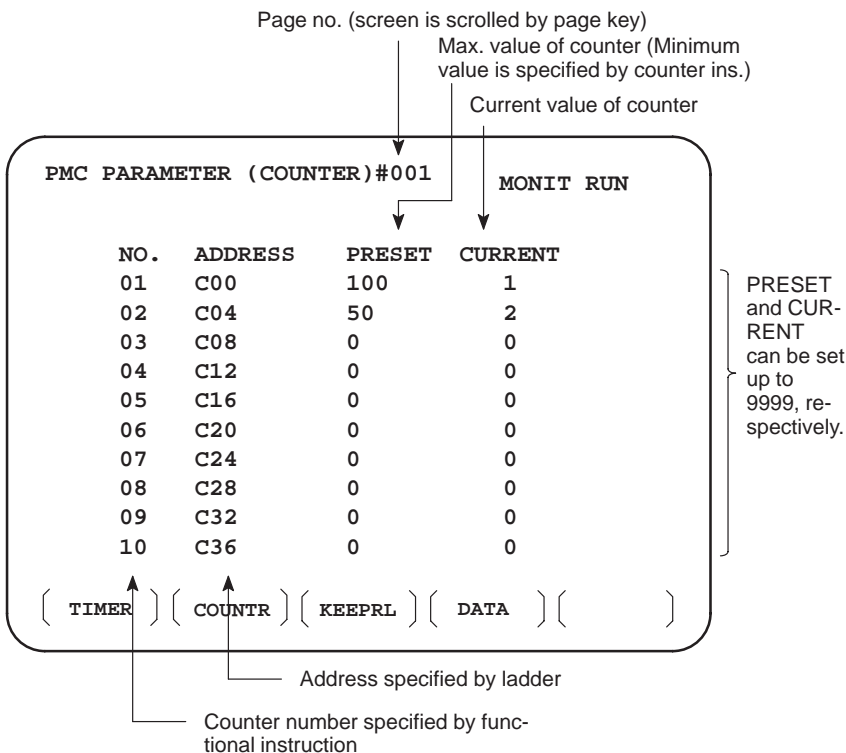 Page no. (screen is scrolled by page key)
Max. value of counter (Minimum
value is specified by counter ins.)
Current value of counter
PMC PARAMETER (COUNTER)#001 MONIT RUN
NO. ADDRESS PRESET CURRENT
01 C00 100 1
02 C04 50 2
03 C08 0 0
04 C12 0 0
05 C16 0 0
06 C20 0 0
07 C24 0 0
08 C28 0 0
09 C32 0 0
10 C36 0 0
PRESET
and CUR-
RENT
can be set
up to
9999, re-
spectively.
TIMER COUNTR KEEPRL DATA
Address specified by ladder
Counter number specified by func-
tional instruction